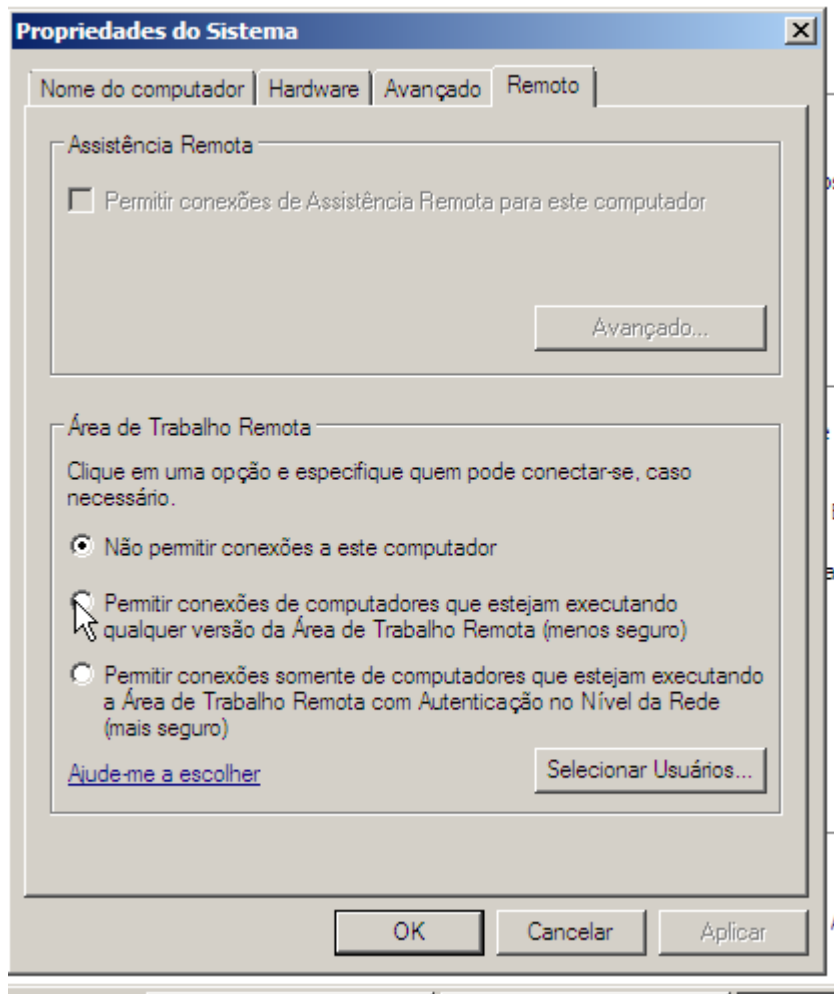 Propriedades do Sistema
Nome do computador
Hardware
Avançado
Remoto
Assistência Remota
Permitir conexões de Assistência Remota para este computador
Avançado...
Área de Trabalho Remota
Clique em uma opção e especifique quem pode conectar-se, caso
necessário.
Não permitir conexões a este computador
Permitir conexões de computadores que estejam executando
qualquer versão da Área de Trabalho Remota (menos seguro)
Permitir conexões somente de computadores que estejam executando
a Área de Trabalho Remota com Autenticação no Nível da Rede
(mais seguro)
Ajude-me a escolher
Selecionar Usuários...
OK
Cancelar
Aplicar